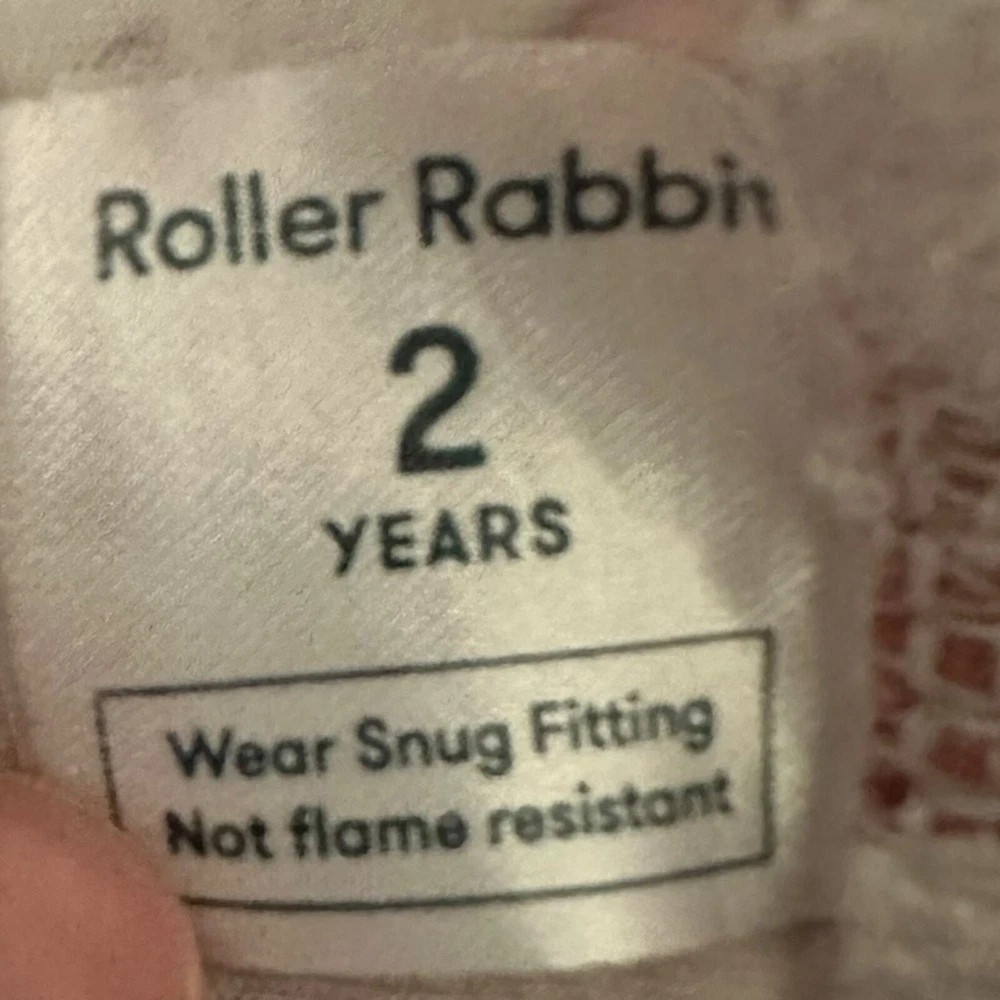 Roller Rabbit
2
YEARS
Wear Snug Fitting
Not flame resistant